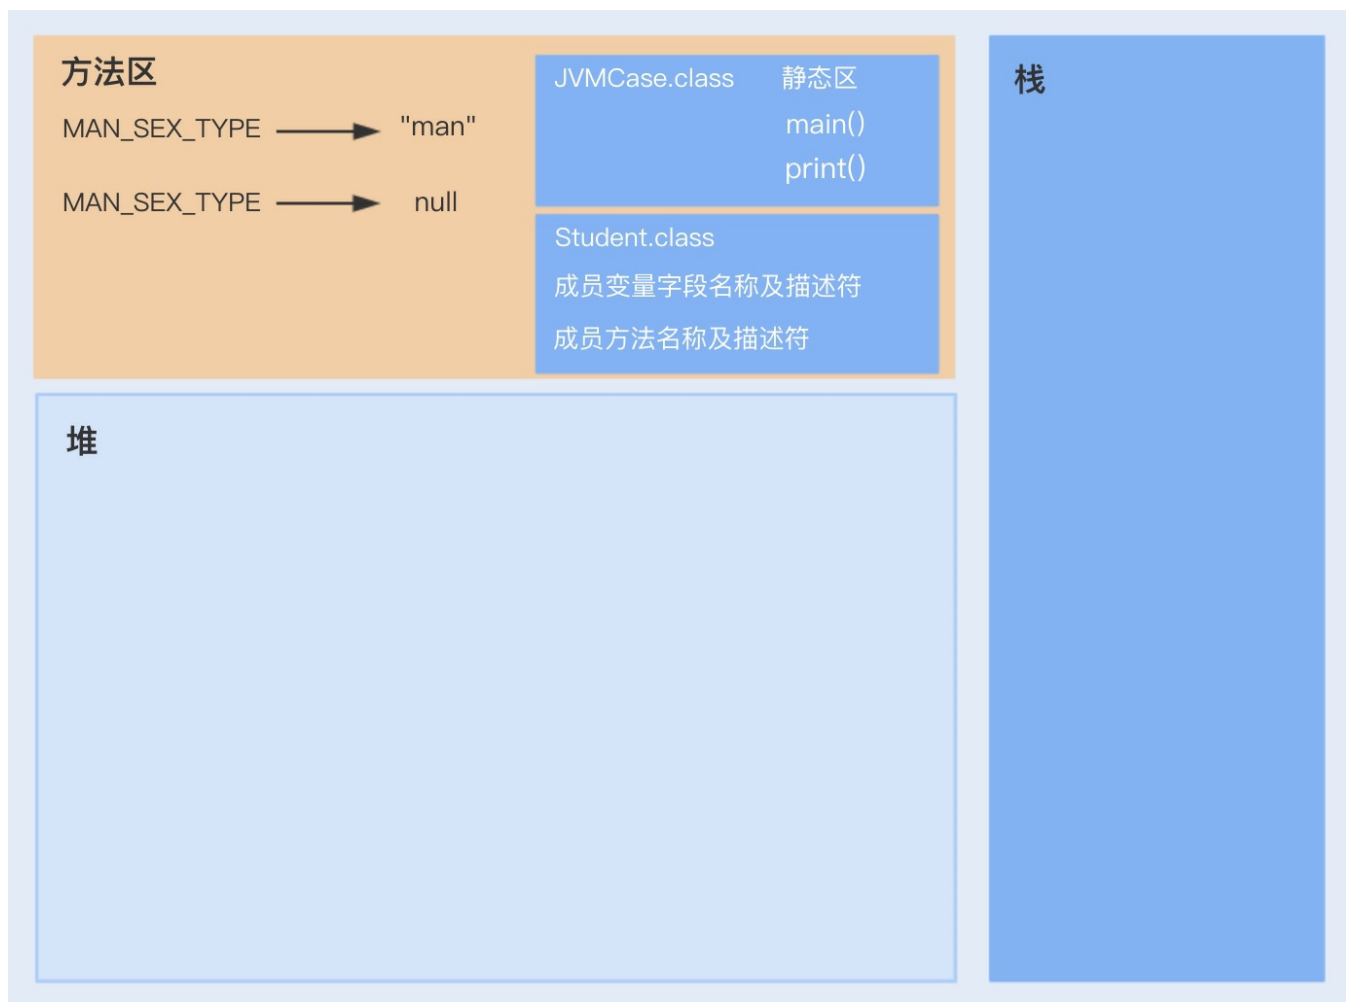 方法区
MAN_SEX_TYPE "man"
MAN_SEX_TYPE null
JVMCase.class 静态区
main()
print()
Student.class
成员变量字段名称及描述符
成员方法名称及描述符
堆
栈